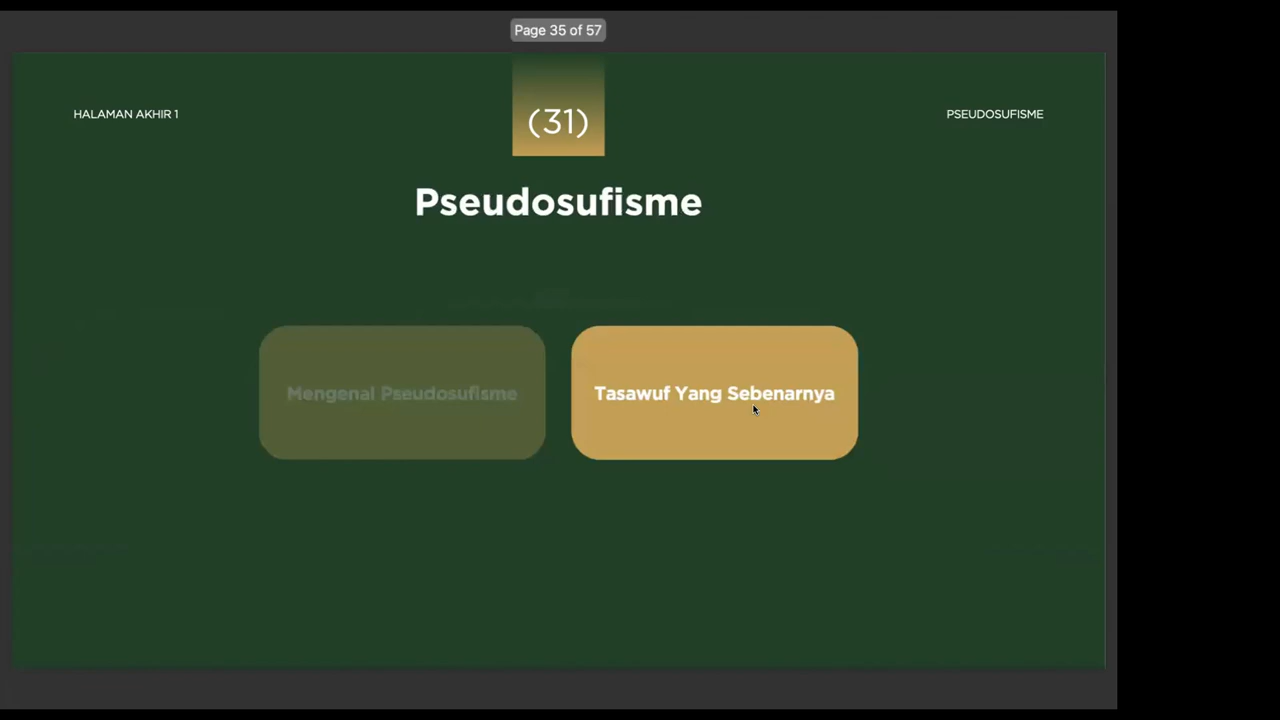 Page 35 of 57
HALAMAN AKHIR 1
(31)
PSEUDOSUFISME
Pseudosufisme
Mengenal Pseudosufisme
Tasawuf Yang Sebenarnya